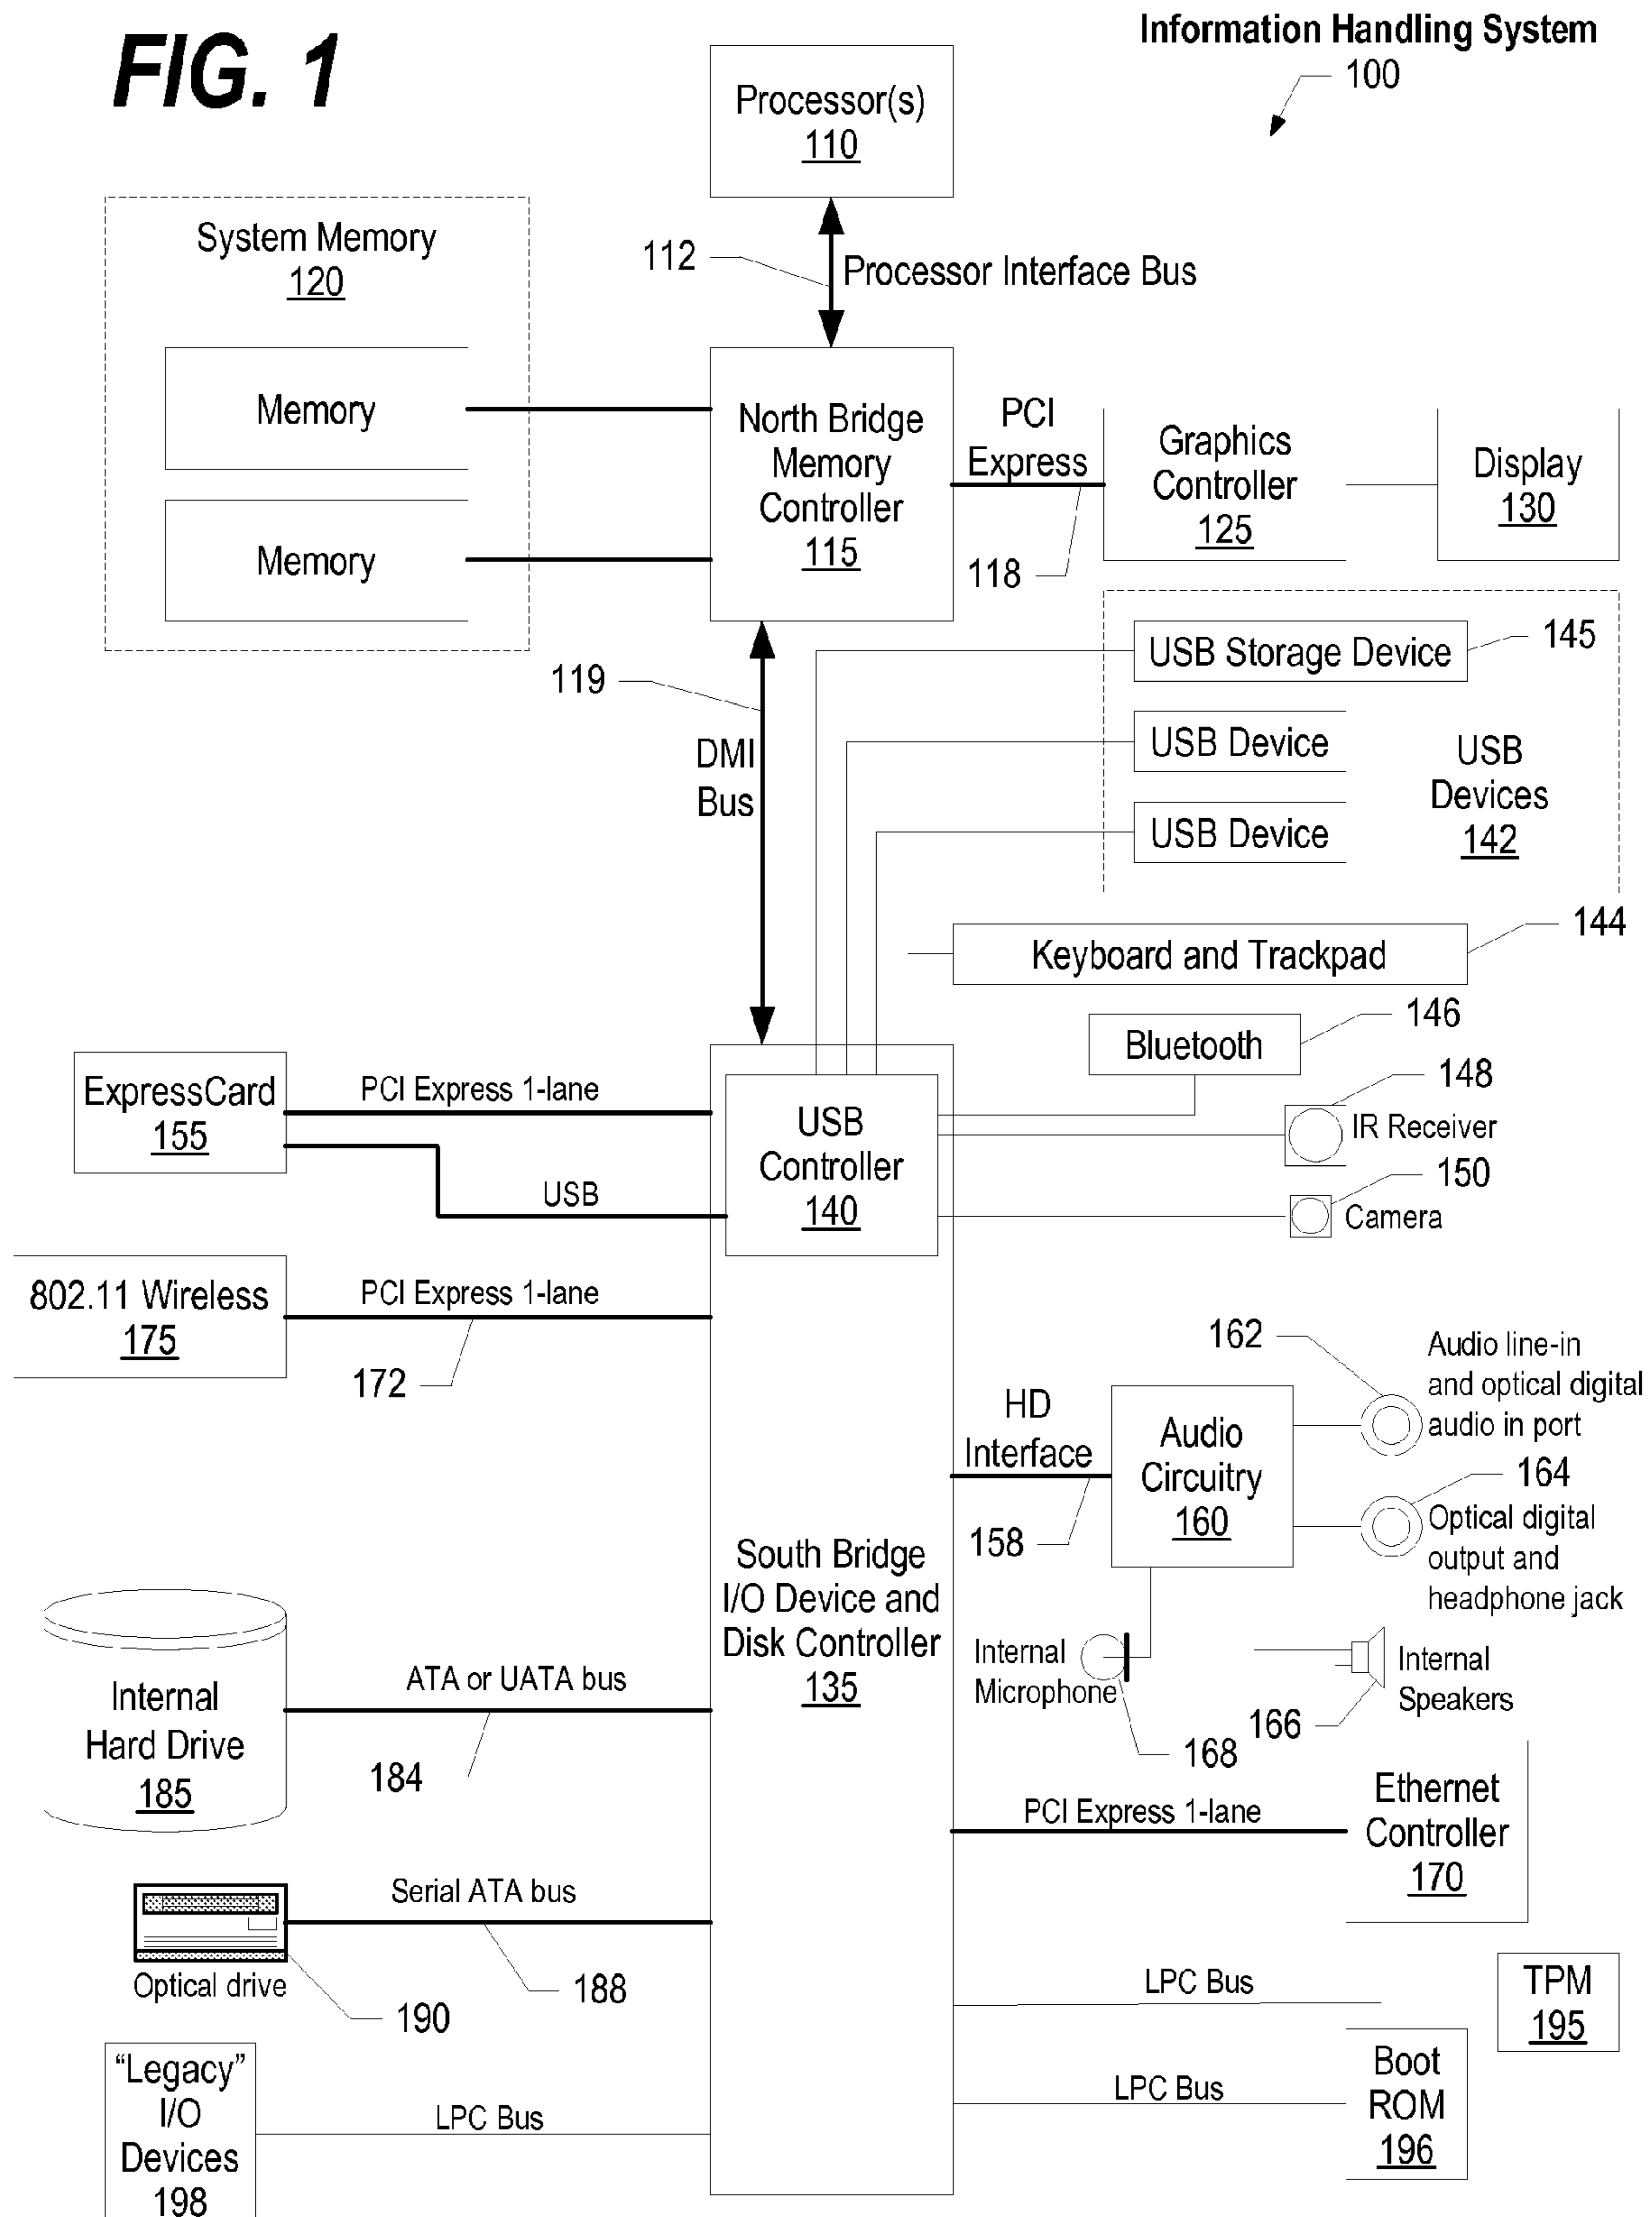 FIG. 1
Information Handling System
100
Processor(s)
110
System Memory
120
112
Processor Interface Bus
Memory
Memory
North Bridge
Memory
Controller
115
PCI
Express
118
Graphics
Controller
125
Display
130
119
DMI
Bus
USB Storage Device
145
USB Device
USB Device
USB
Devices
142
Keyboard and Trackpad
144
Bluetooth
146
148
IR Receiver
150
Camera
ExpressCard
155
PCI Express 1-lane
USB
USB
Controller
140
802.11 Wireless
175
PCI Express 1-lane
172
162
Audio line-in
and optical digital
audio in port
HD
Interface
158
Audio
Circuitry
160
164
Optical digital
output and
headphone jack
South Bridge
I/O Device and
Disk Controller
135
Internal
Microphone
168
166
Internal
Speakers
Internal
Hard Drive
185
ATA or UATA bus
184
PCI Express 1-lane
Ethernet
Controller
170
Serial ATA bus
188
Optical drive
190
LPC Bus
TPM
195
"Legacy"
I/O
Devices
198
LPC Bus
LPC Bus
Boot
ROM
196